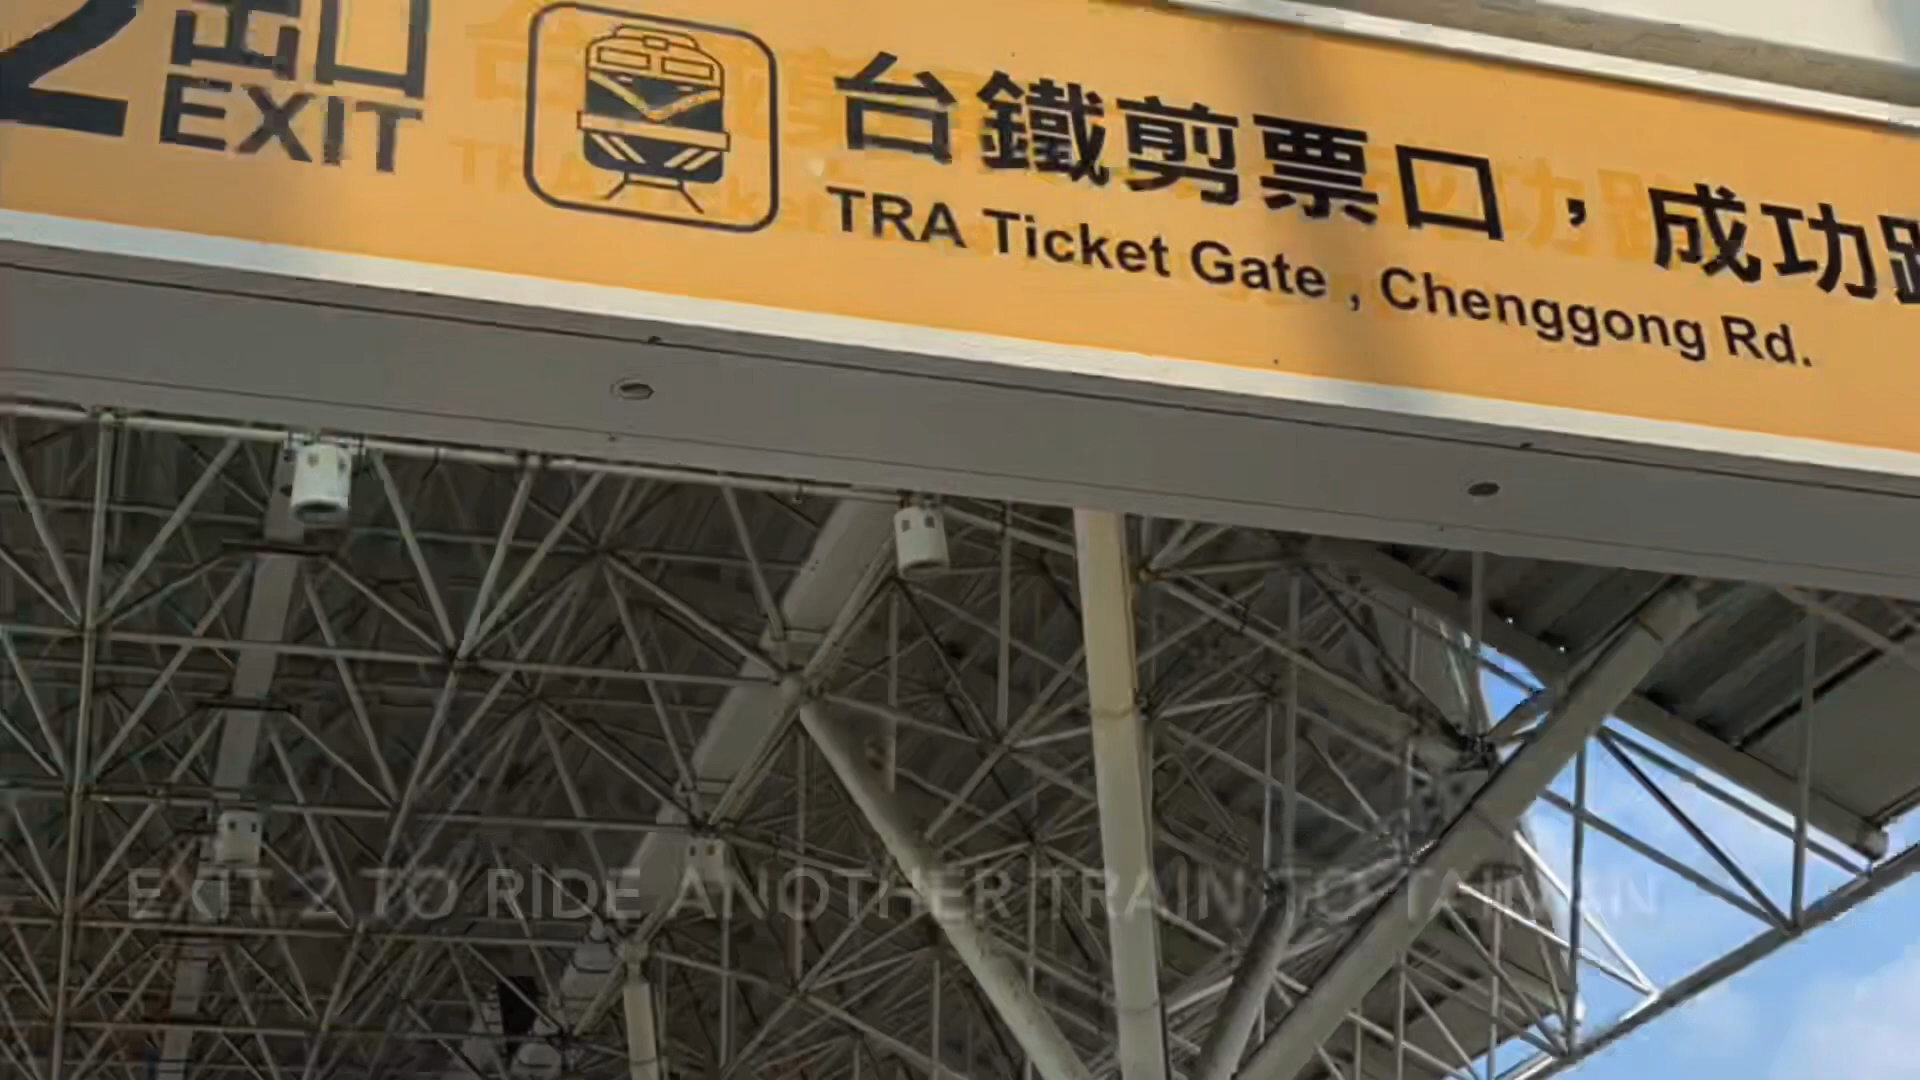 2 出口
EXIT
台鐵剪票口，成功路
TRA Ticket Gate , Chenggong Rd.
EXIT 2 TO RIDE ANOTHER TRAIN TO TAINAN